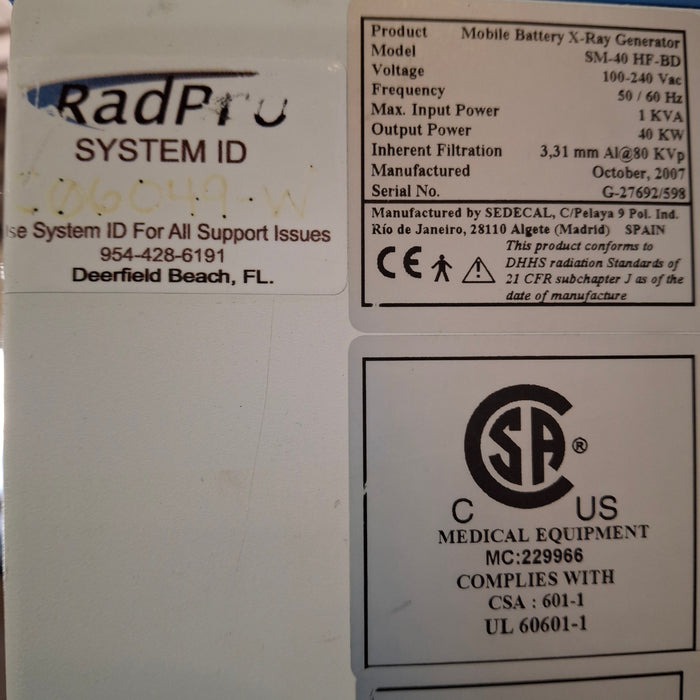 RadPro
SYSTEM ID
06049-W
se System ID For All Support Issues
954-428-6191
Deerfield Beach, FL.
Product Mobile Battery X-Ray Generator
Model SM-40 HF-BD
Voltage 100-240 Vac
Frequency 50 / 60 Hz
Max. Input Power 1 KVA
Output Power 40 KW
Inherent Filtration 3,31 mm Al@80 KVp
Manufactured October, 2007
Serial No. G-27692/598
Manufactured by SEDECAL, C/Pelaya 9 Pol. Ind.
Río de Janeiro, 28110 Algete (Madrid) SPAIN
CE
This product conforms to
DHHS radiation Standards of
21 CFR subchapter J as of the
date of manufacture
CSA ®
C US
MEDICAL EQUIPMENT
MC:229966
COMPLIES WITH
CSA : 601-1
UL 60601-1